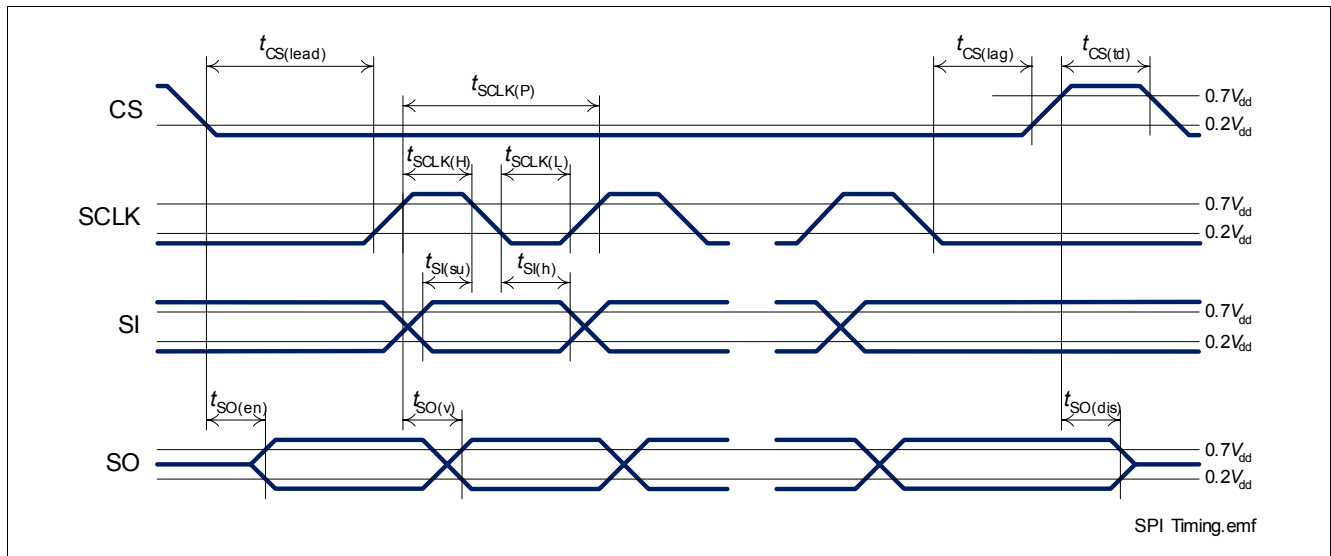 tCS(lead)
tCS(lag)
tCS(td)
CS
tSCLK(P)
0.7Vdd
0.2Vdd
tSCLK(H)
tSCLK(L)
SCLK
0.7Vdd
0.2Vdd
tSI(su)
tSI(h)
SI
0.7Vdd
0.2Vdd
tSO(en)
tSO(v)
tSO(dis)
SO
0.7Vdd
0.2Vdd
SPI Timing.emf